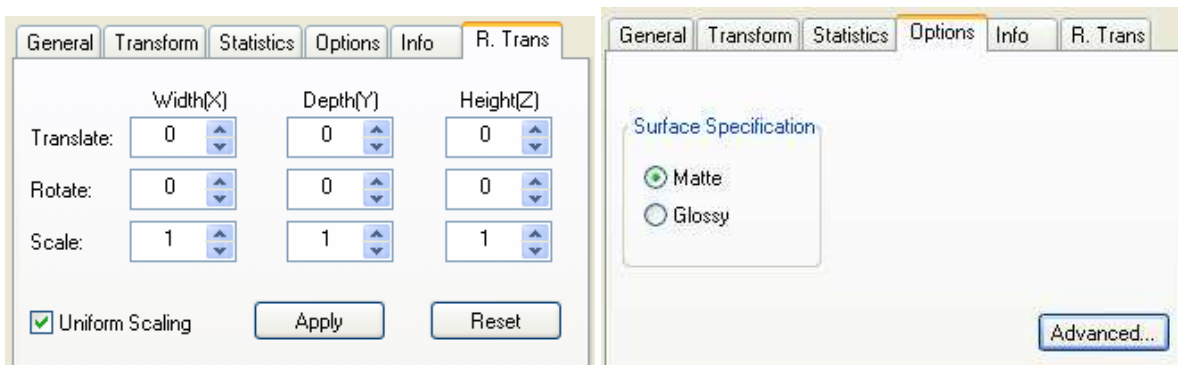 General Transform Statistics Options Info R. Trans
Width(X) Depth(Y) Height(Z)
Translate: 0 0 0
Rotate: 0 0 0
Scale: 1 1 1
Uniform Scaling Apply Reset
General Transform Statistics Options Info R. Trans
Surface Specification
Matte
Glossy
Advanced...